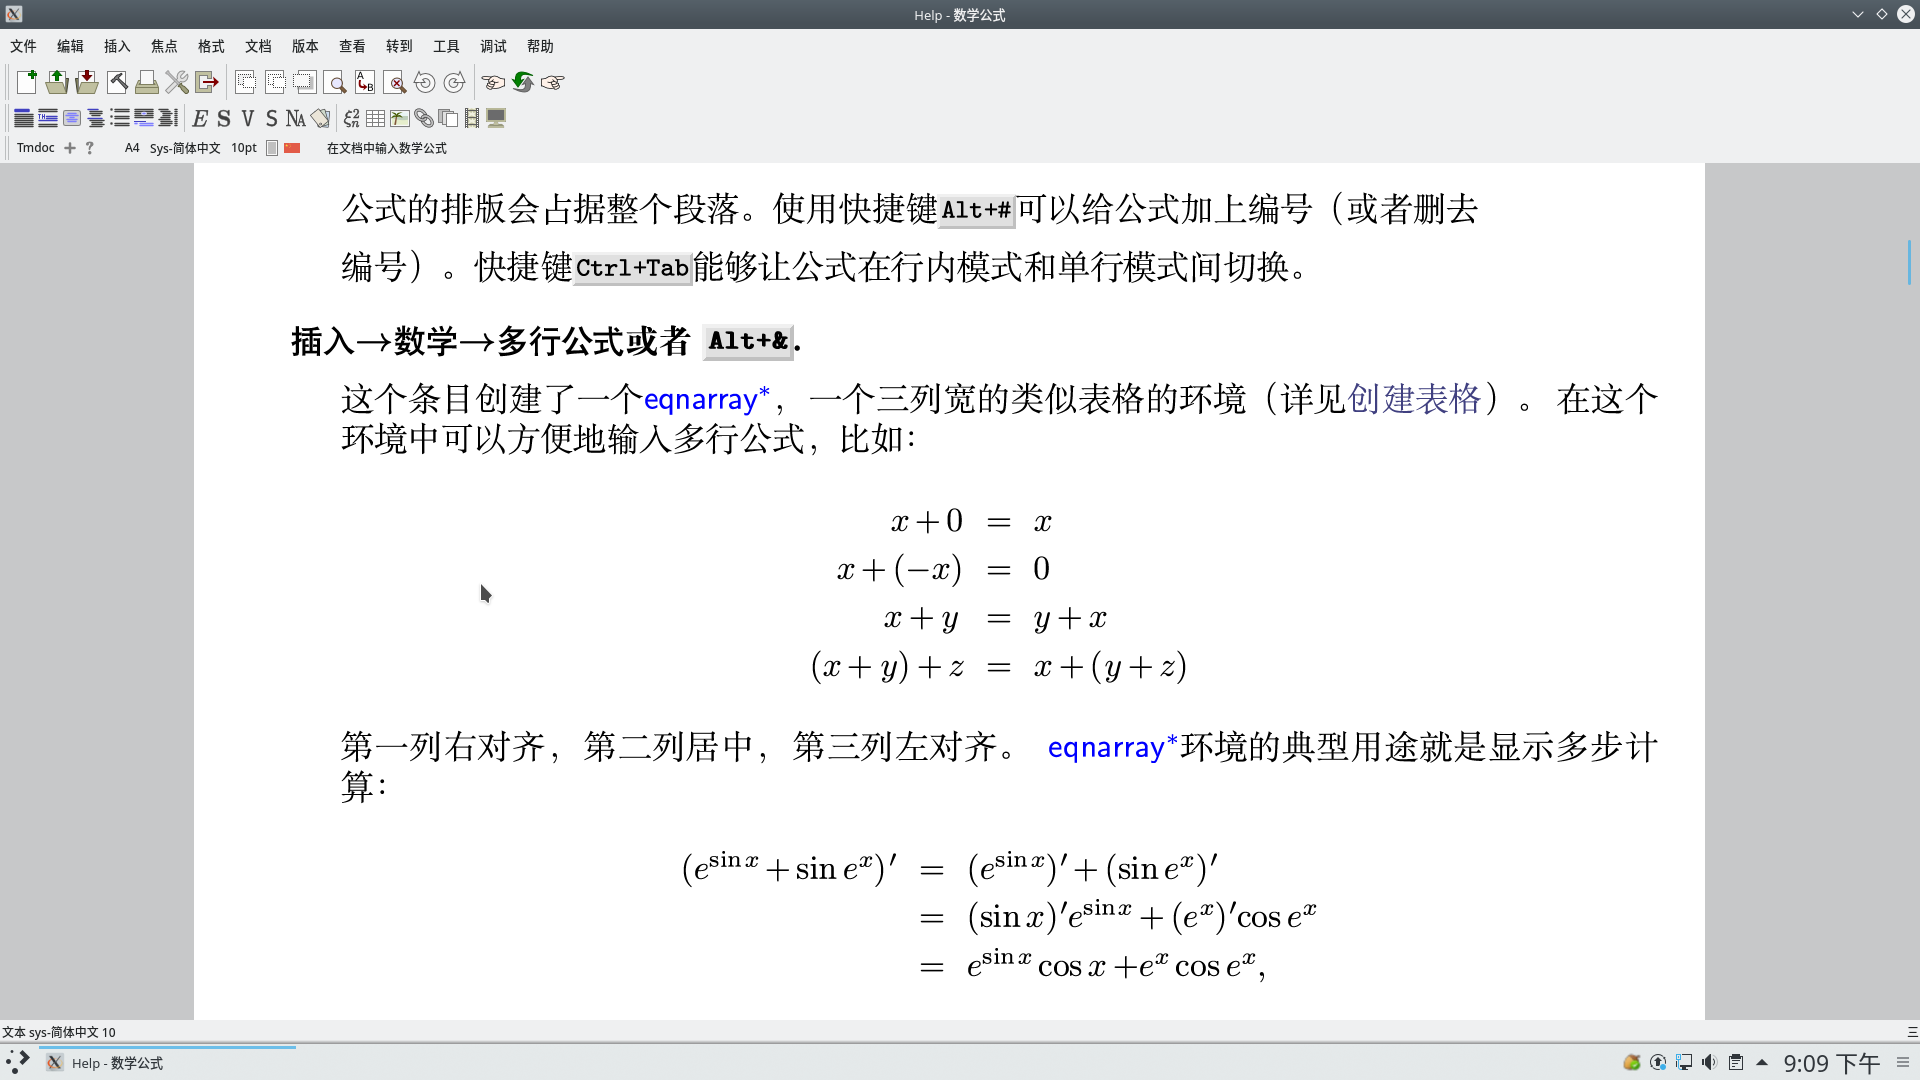 Help - 数学公式
文件 编辑 插入 焦点 格式 文档 版本 查看 转到 工具 调试 帮助
E S V S NA
Tmdoc + ? A4 Sys-简体中文 10pt 在文档中输入数学公式
公式的排版会占据整个段落。使用快捷键Alt+#可以给公式加上编号（或者删去
编号）。快捷键Ctrl+Tab能够让公式在行内模式和单行模式间切换。
插入→数学→多行公式或者 Alt+&.
这个条目创建了一个eqnarray*，一个三列宽的类似表格的环境（详见创建表格）。 在这个
环境中可以方便地输入多行公式，比如：
x + 0 = x
x + (−x) = 0
x + y = y + x
(x + y) + z = x + (y + z)
第一列右对齐，第二列居中，第三列左对齐。 eqnarray*环境的典型用途就是显示多步计
算：
(e^{sin x} + sin e^x)′ = (e^{sin x})′ + (sin e^x)′
= (sin x)′e^{sin x} + (e^x)′cos e^x
= e^{sin x} cos x + e^x cos e^x,
文本 sys-简体中文 10
Help - 数学公式
9:09 下午